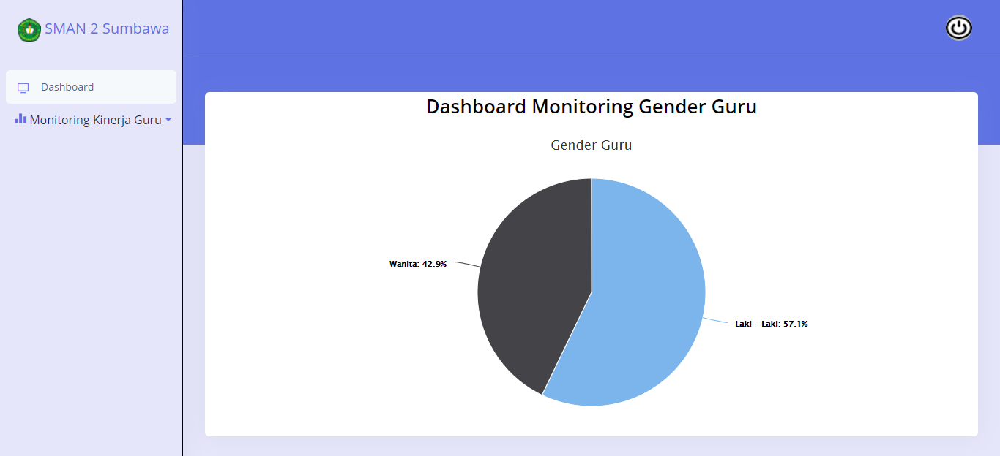 SMAN 2 Sumbawa
Dashboard
Monitoring Kinerja Guru
Dashboard Monitoring Gender Guru
Gender Guru
Wanita: 42.9%
Laki - Laki: 57.1%